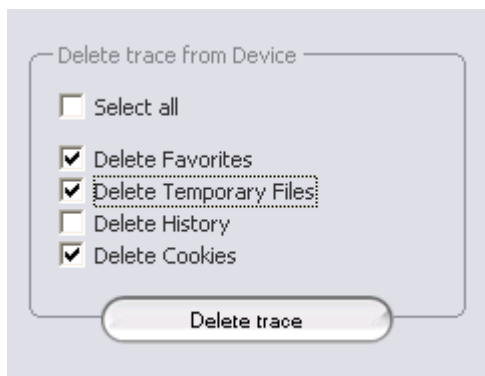 Delete trace from Device
Select all
Delete Favorites
Delete Temporary Files
Delete History
Delete Cookies
Delete trace